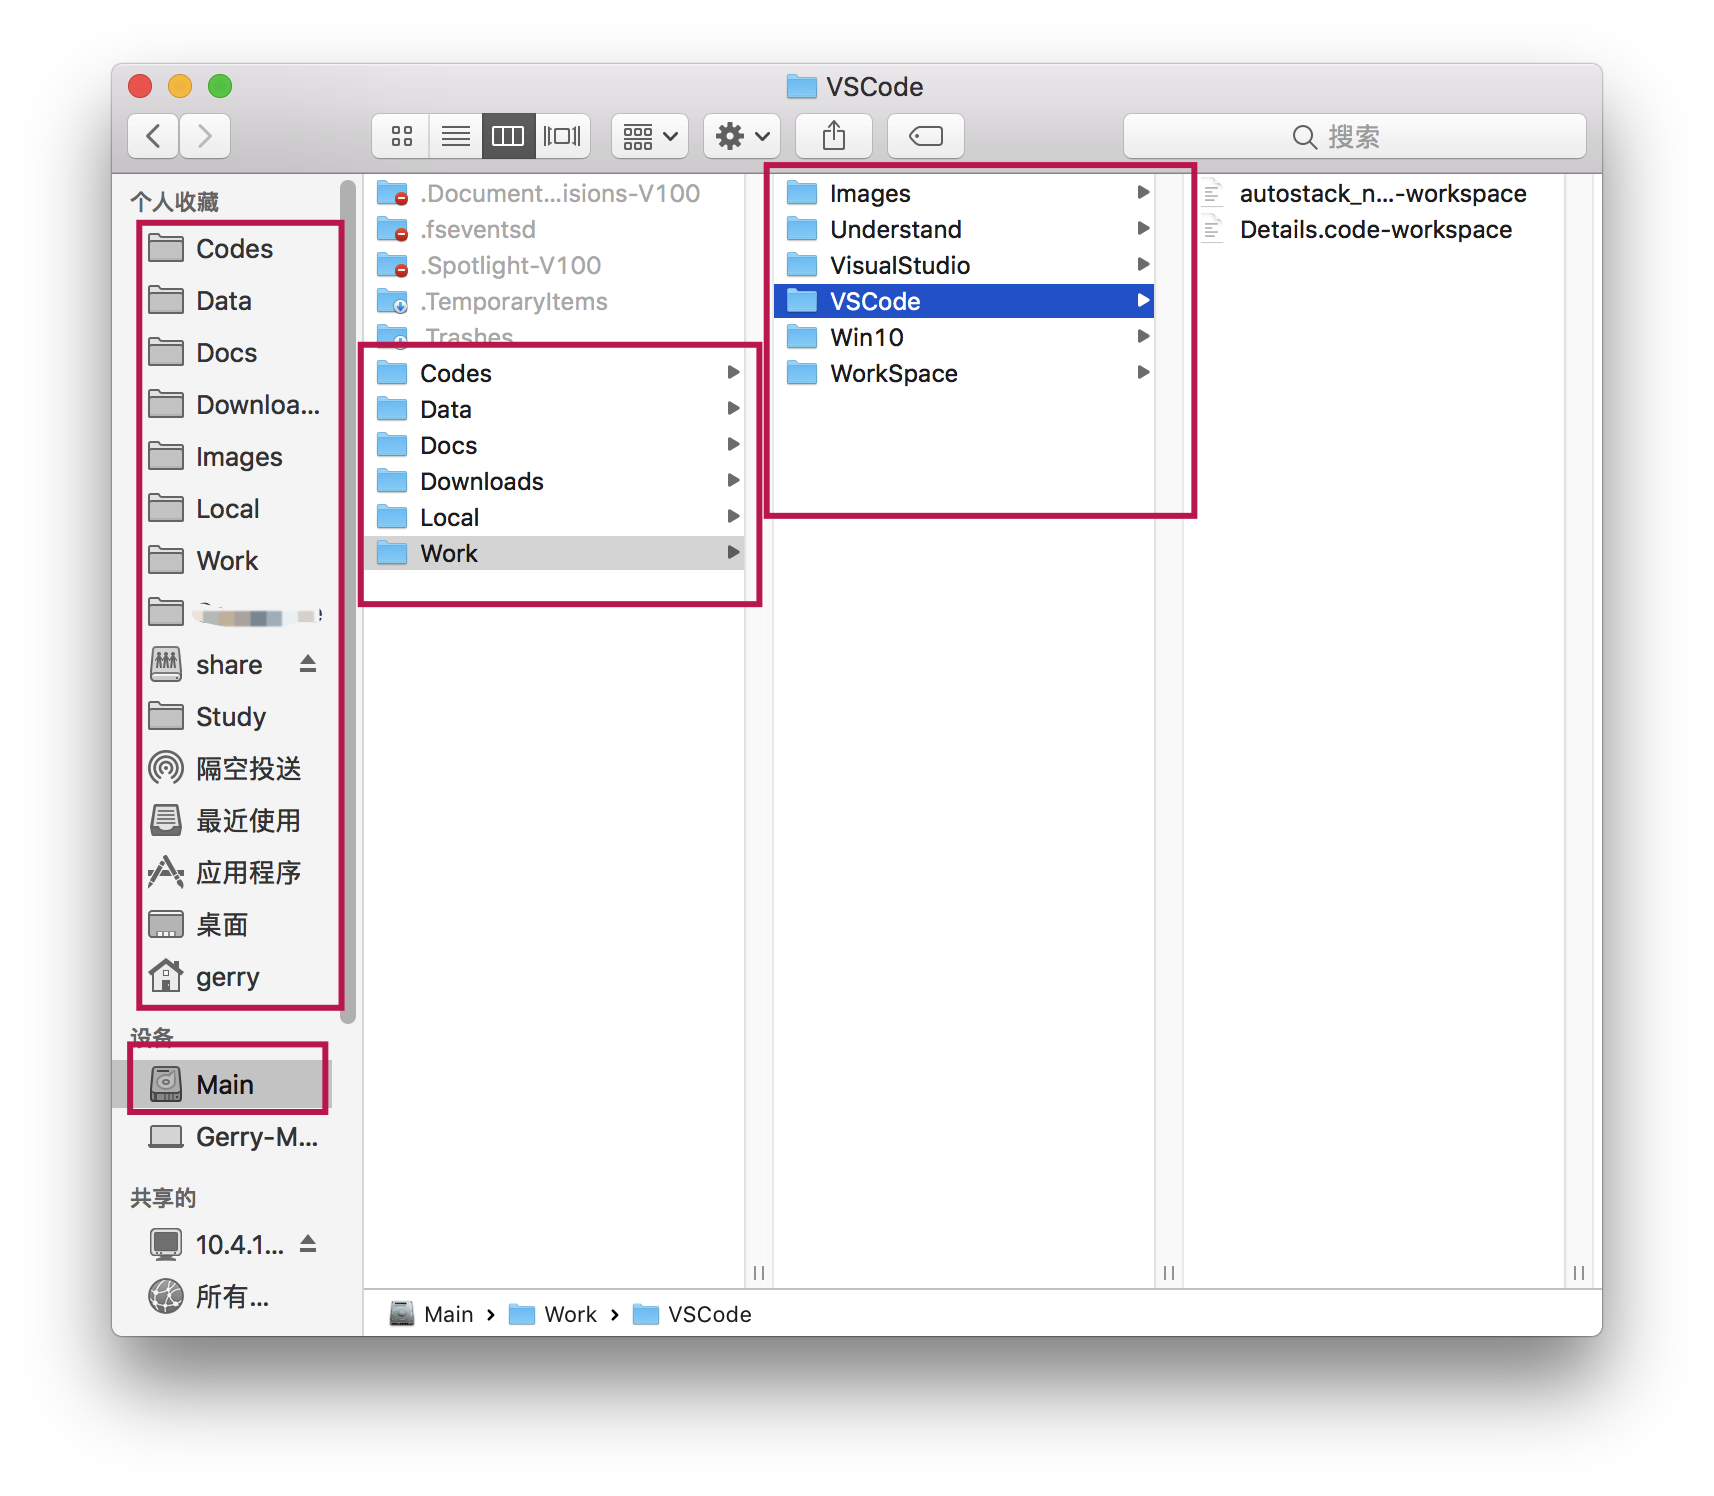 VSCode
搜索
个人收藏
Codes
Data
Docs
Downloa...
Images
Local
Work
share
Study
隔空投送
最近使用
应用程序
桌面
gerry
设备
Main
Gerry-M...
共享的
10.4.1...
所有...
.Document...isions-V100
.fseventsd
.Spotlight-V100
.TemporaryItems
.Trashes
Codes
Data
Docs
Downloads
Local
Work
Images
Understand
VisualStudio
VSCode
Win10
WorkSpace
autostack_n...-workspace
Details.code-workspace
Main › Work › VSCode